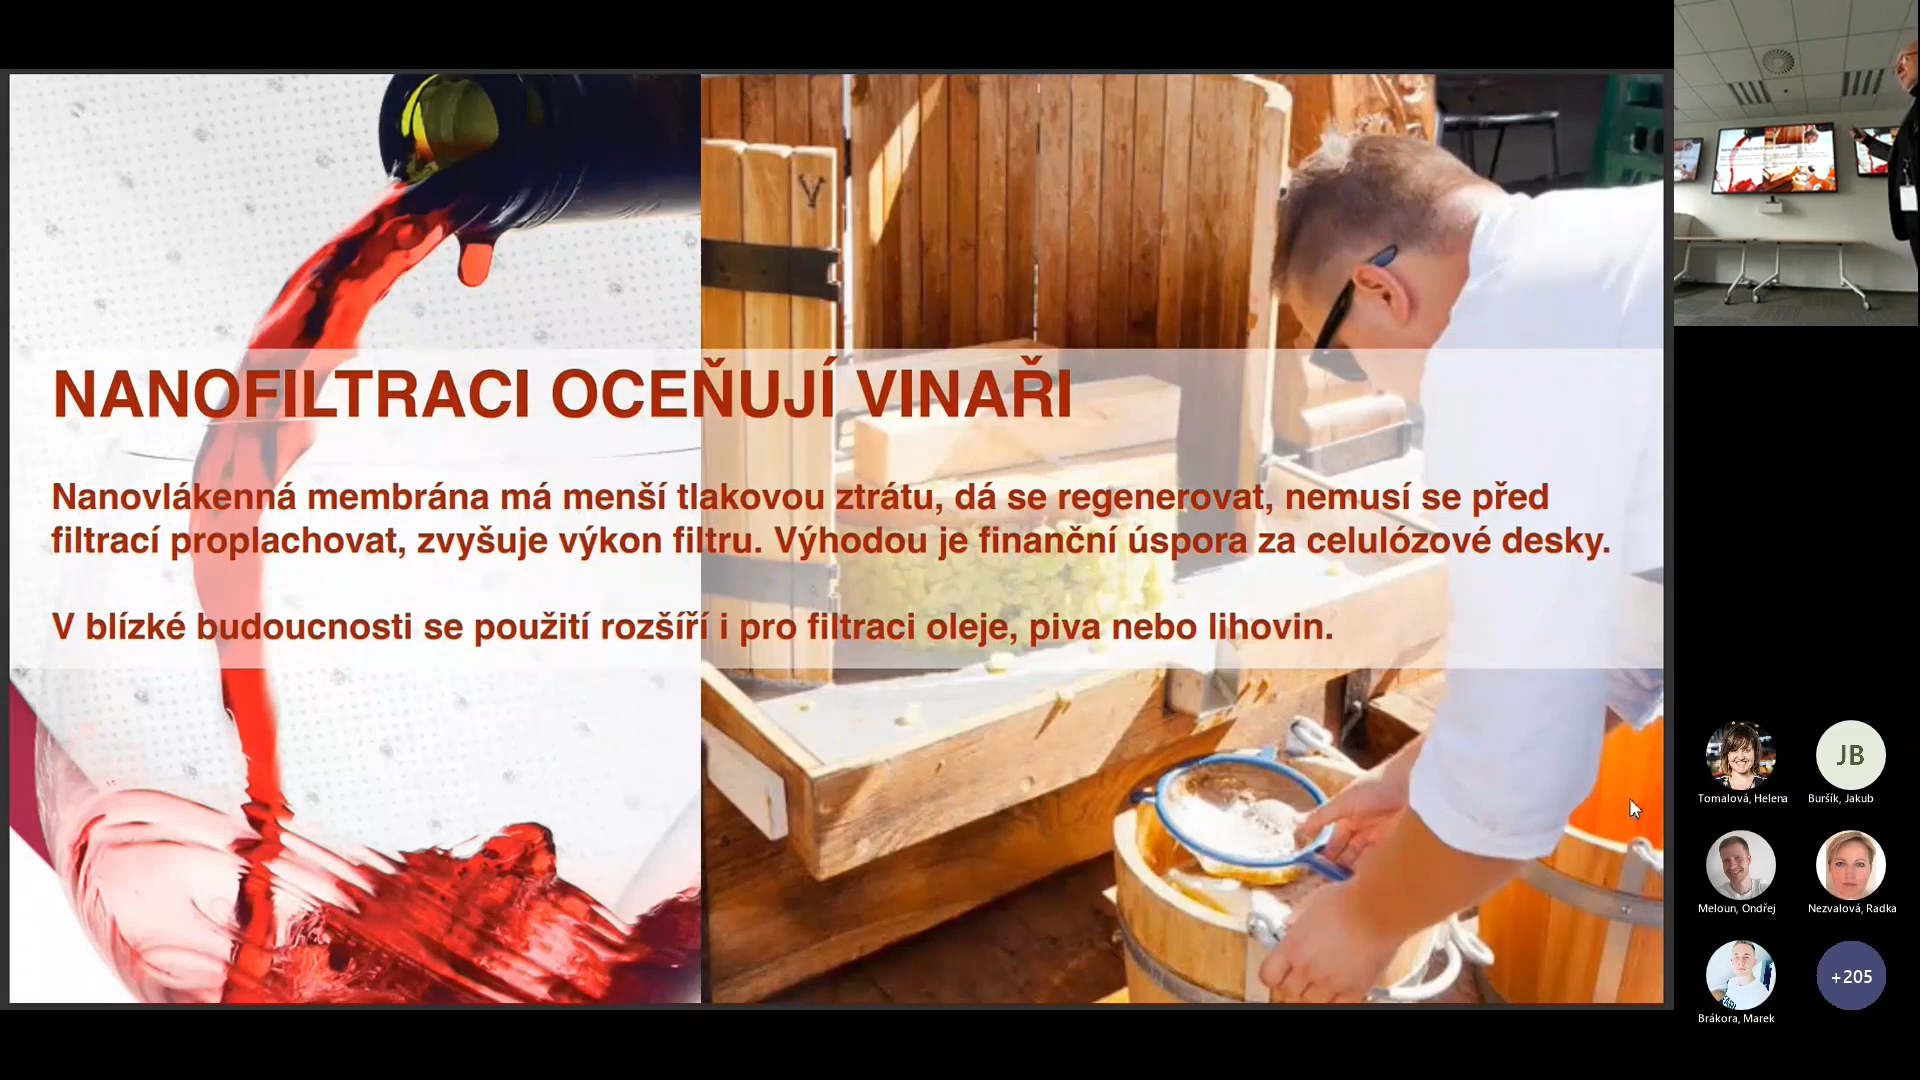 V
NANOFILTRACI OCEŇUJÍ VINAŘI
Nanovlákenná membrána má menší tlakovou ztrátu, dá se regenerovat, nemusí se před
filtrací proplachovat, zvyšuje výkon filtru. Výhodou je finanční úspora za celulózové desky.
V blízké budoucnosti se použití rozšíří i pro filtraci oleje, piva nebo lihovin.
JB
Tomalová, Helena
Buršík, Jakub
Meloun, Ondřej
Nezvalová, Radka
+205
Brákora, Marek